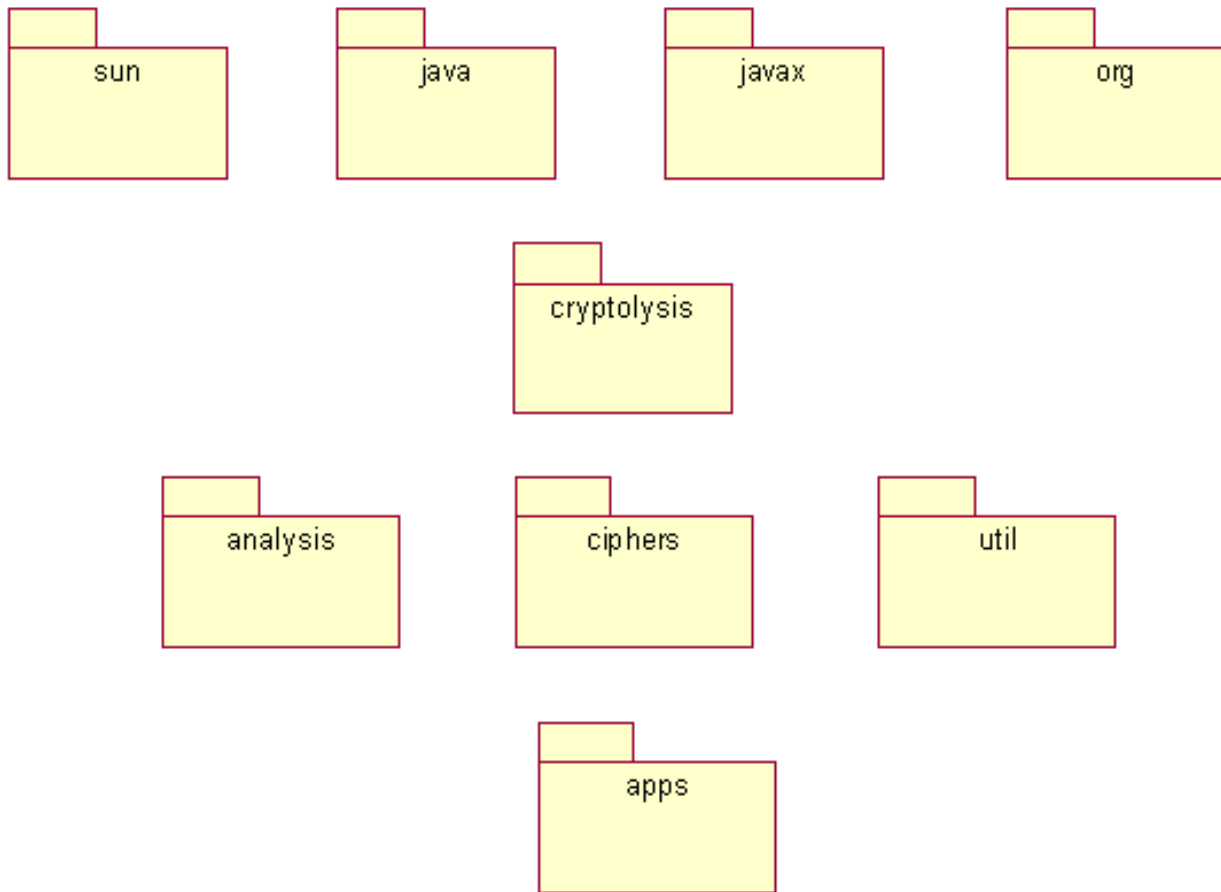 sun
java
javax
org
cryptolysis
analysis
ciphers
util
apps